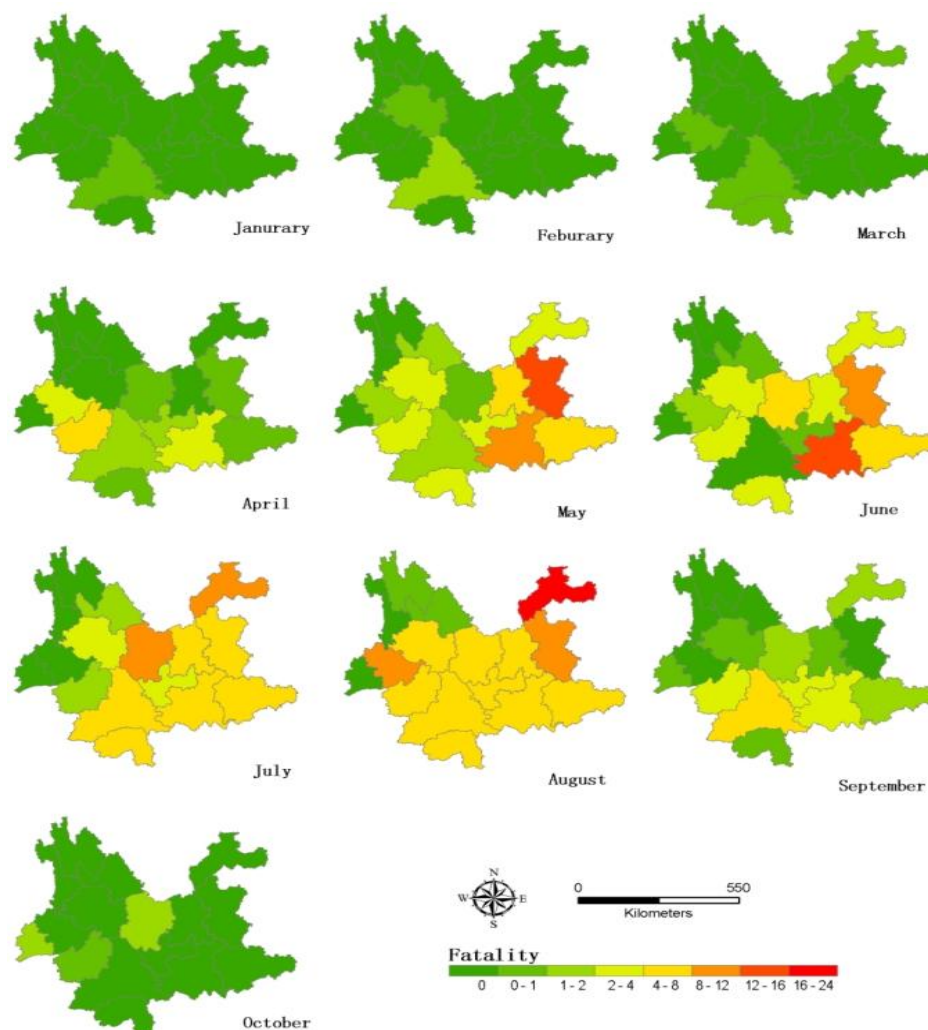 Janurary
Feburary
March
April
May
June
July
August
September
October
N
W E
S
0 550
Kilometers
Fatality
0 0 - 1 1 - 2 2 - 4 4 - 8 8 - 12 12 - 16 16 - 24